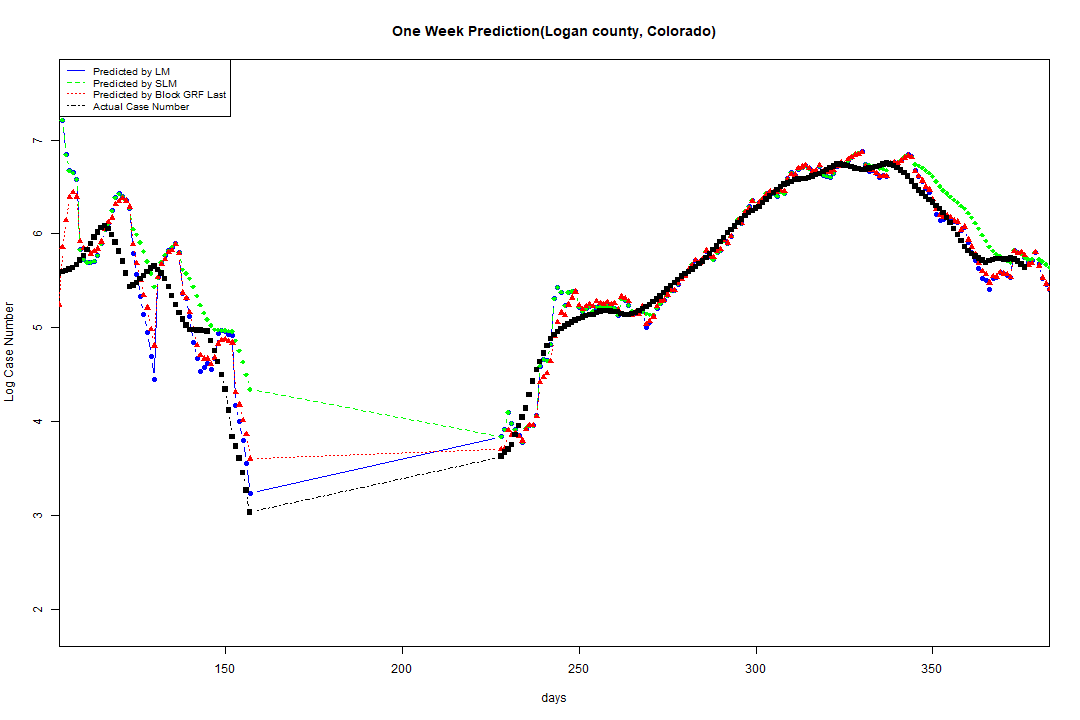 One Week Prediction(Logan county, Colorado)
Predicted by LM
Predicted by SLM
Predicted by Block GRF Last
Actual Case Number
7
6
5
4
3
2
Log Case Number
150
200
250
300
350
days